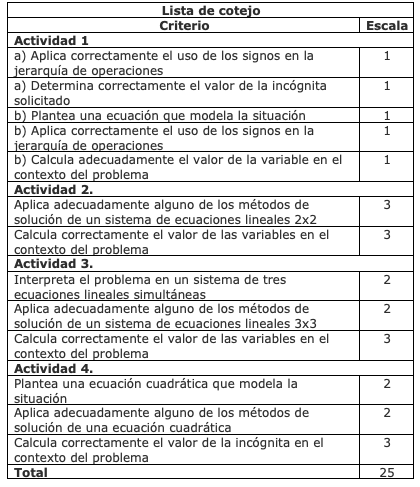 Lista de cotejo
Criterio Escala
Actividad 1
a) Aplica correctamente el uso de los signos en la 1
jerarquía de operaciones
a) Determina correctamente el valor de la incógnita 1
solicitado
b) Plantea una ecuación que modela la situación 1
b) Aplica correctamente el uso de los signos en la 1
jerarquía de operaciones
b) Calcula adecuadamente el valor de la variable en el 1
contexto del problema
Actividad 2.
Aplica adecuadamente alguno de los métodos de 3
solución de un sistema de ecuaciones lineales 2x2
Calcula correctamente el valor de las variables en el 3
contexto del problema
Actividad 3.
Interpreta el problema en un sistema de tres 2
ecuaciones lineales simultáneas
Aplica adecuadamente alguno de los métodos de 2
solución de un sistema de ecuaciones lineales 3x3
Calcula correctamente el valor de las variables en el 3
contexto del problema
Actividad 4.
Plantea una ecuación cuadrática que modela la 2
situación
Aplica adecuadamente alguno de los métodos de 2
solución de una ecuación cuadrática
Calcula correctamente el valor de la incógnita en el 3
contexto del problema
Total 25